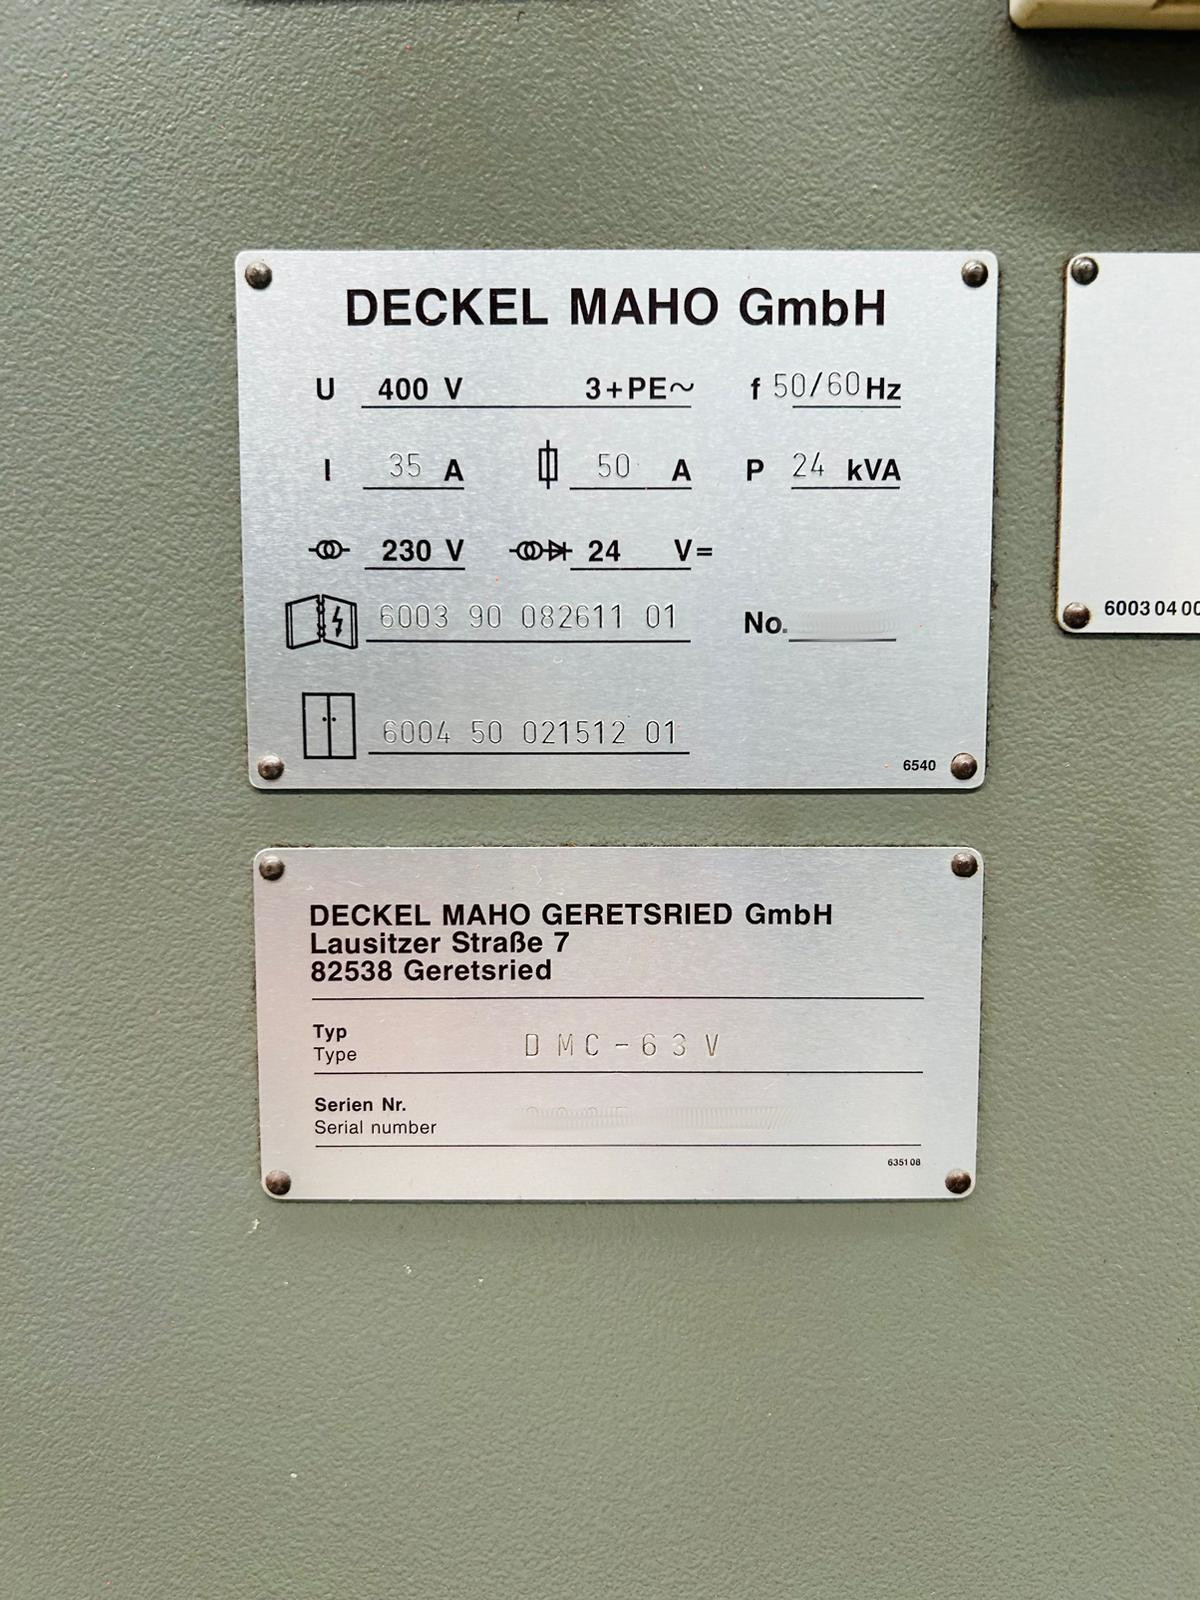 DECKEL MAHO GmbH
U 400 V 3+PE~ f 50/60 Hz
I 35 A 50 A P 24 kVA
230 V 24 V=
6003 90 082611 01 No.
6004 50 021512 01
6540
6003 04 00
DECKEL MAHO GERETSRIED GmbH
Lausitzer Straße 7
82538 Geretsried
Typ
Type DMC-63V
Serien Nr.
Serial number
635108